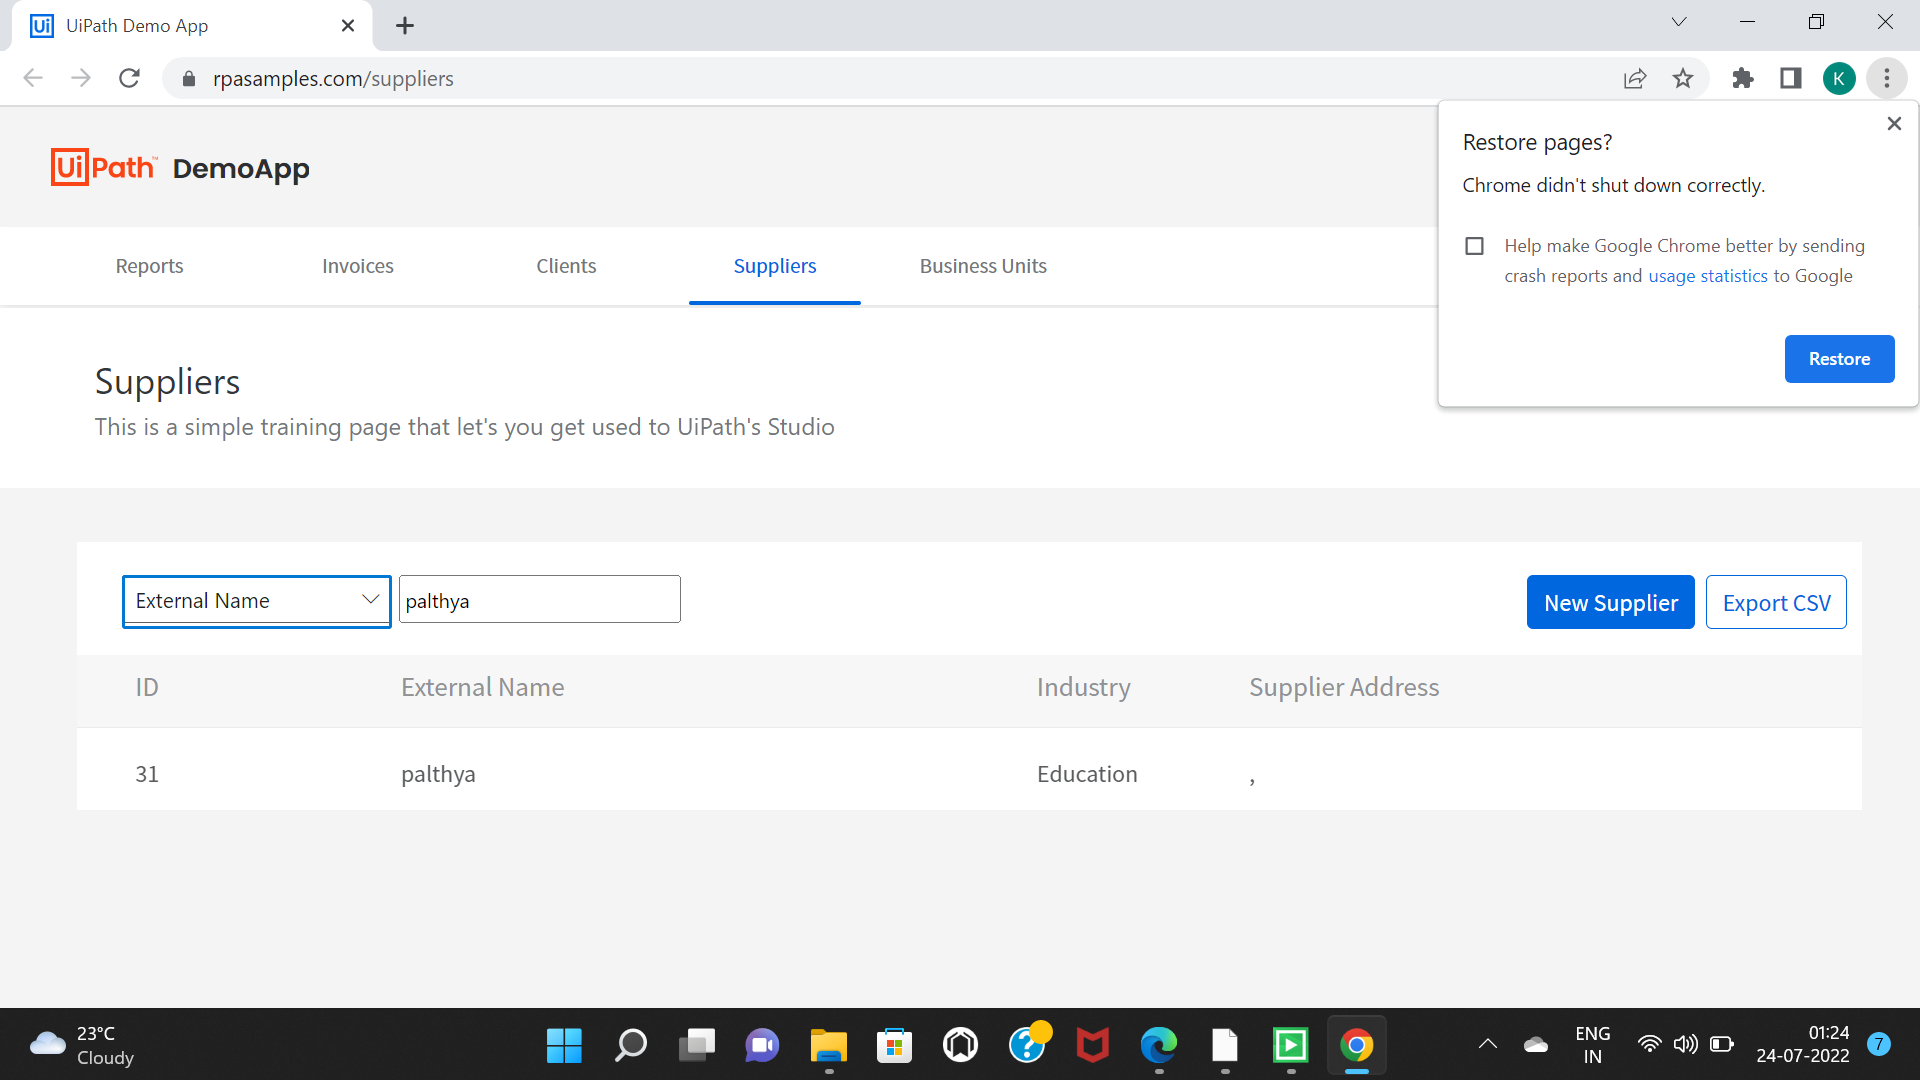 UiPath Demo App
rpasamples.com/suppliers
K
Restore pages?
Chrome didn't shut down correctly.
Help make Google Chrome better by sending
crash reports and usage statistics to Google
Restore
UiPath™ DemoApp
Reports Invoices Clients Suppliers Business Units
Suppliers
This is a simple training page that let's you get used to UiPath's Studio
External Name palthya New Supplier Export CSV
ID External Name Industry Supplier Address
31 palthya Education ,
23°C
Cloudy
ENG
IN
01:24
24-07-2022
7